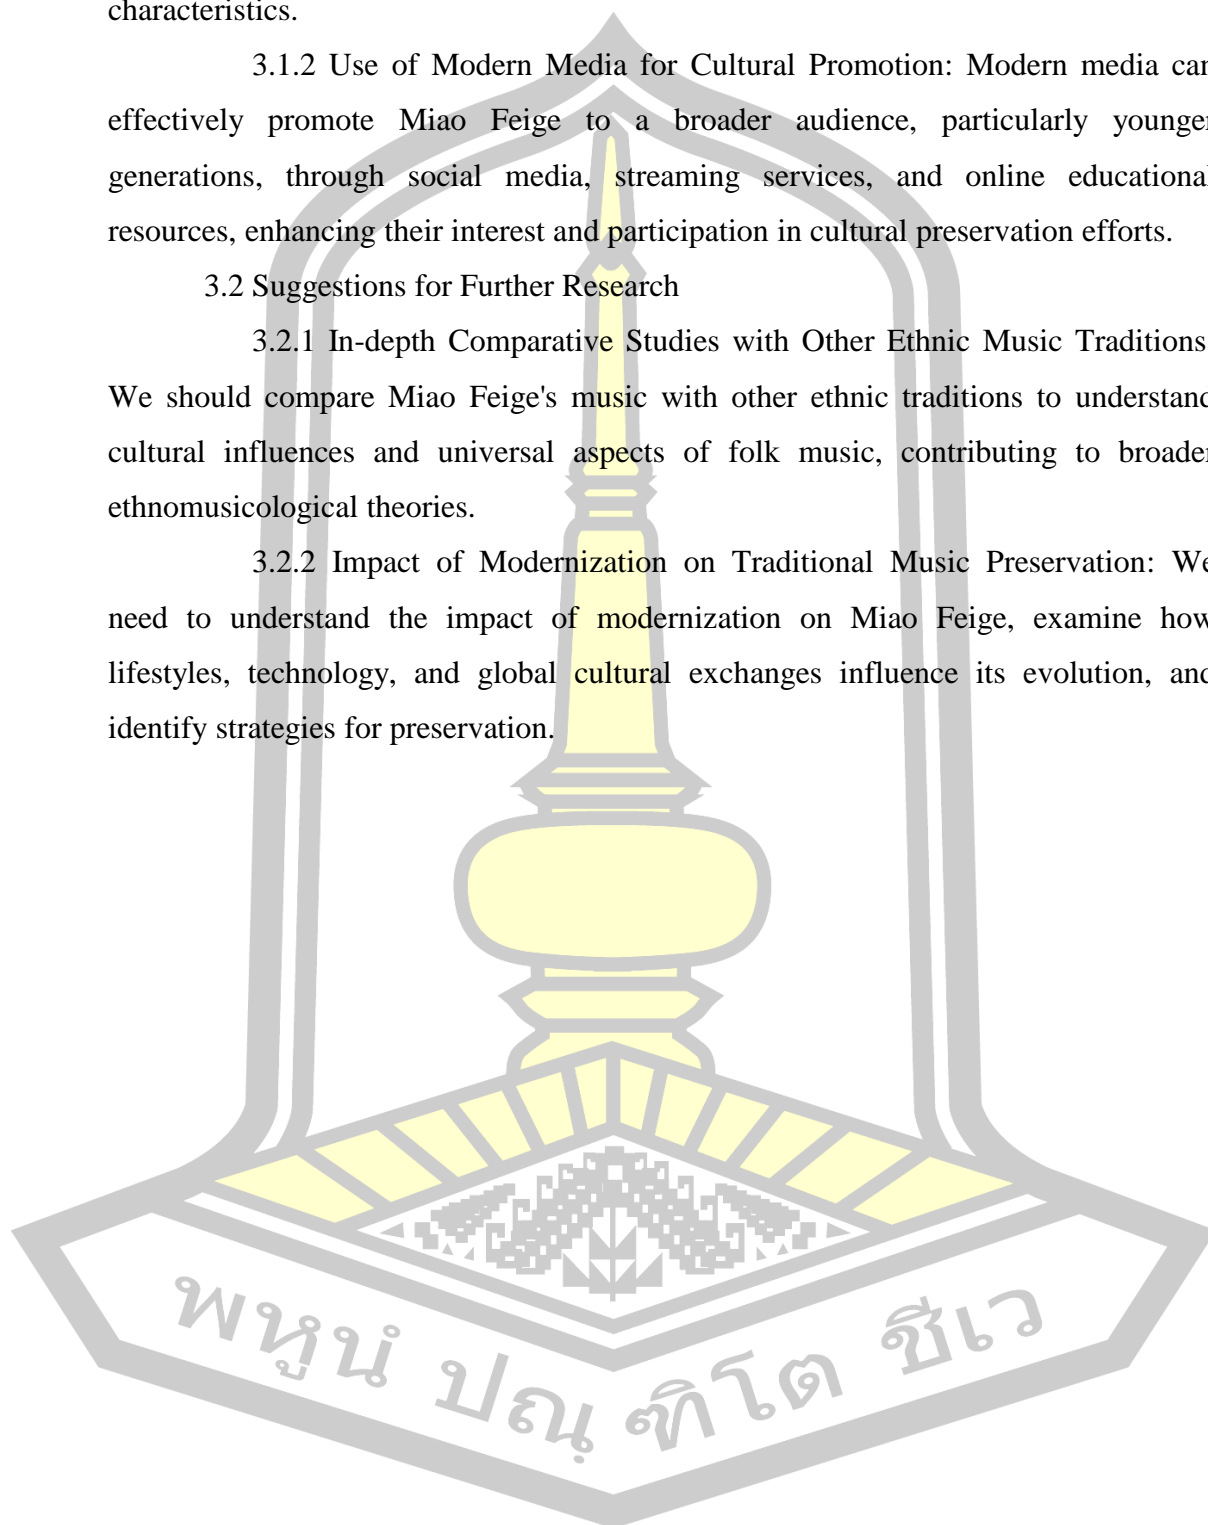 characteristics.
3.1.2 Use of Modern Media for Cultural Promotion: Modern media can
effectively promote Miao Feige to a broader audience, particularly younger
generations, through social media, streaming services, and online educational
resources, enhancing their interest and participation in cultural preservation efforts.
3.2 Suggestions for Further Research
3.2.1 In-depth Comparative Studies with Other Ethnic Music Traditions
We should compare Miao Feige's music with other ethnic traditions to understand
cultural influences and universal aspects of folk music, contributing to broader
ethnomusicological theories.
3.2.2 Impact of Modernization on Traditional Music Preservation: We
need to understand the impact of modernization on Miao Feige, examine how
lifestyles, technology, and global cultural exchanges influence its evolution, and
identify strategies for preservation.
พหูนํ ปณฺ ฑิโต ชีเว